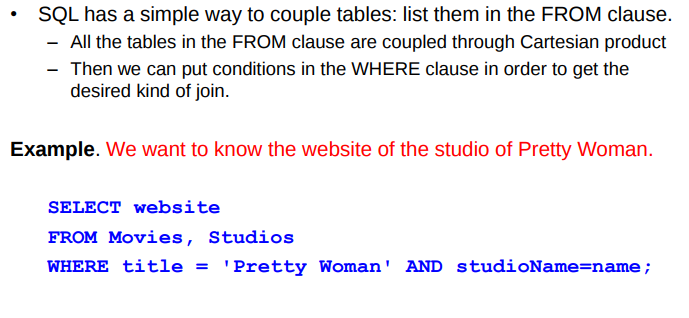 • SQL has a simple way to couple tables: list them in the FROM clause.
– All the tables in the FROM clause are coupled through Cartesian product
– Then we can put conditions in the WHERE clause in order to get the
desired kind of join.
Example. We want to know the website of the studio of Pretty Woman.
SELECT website
FROM Movies, Studios
WHERE title = 'Pretty Woman' AND studioName=name;